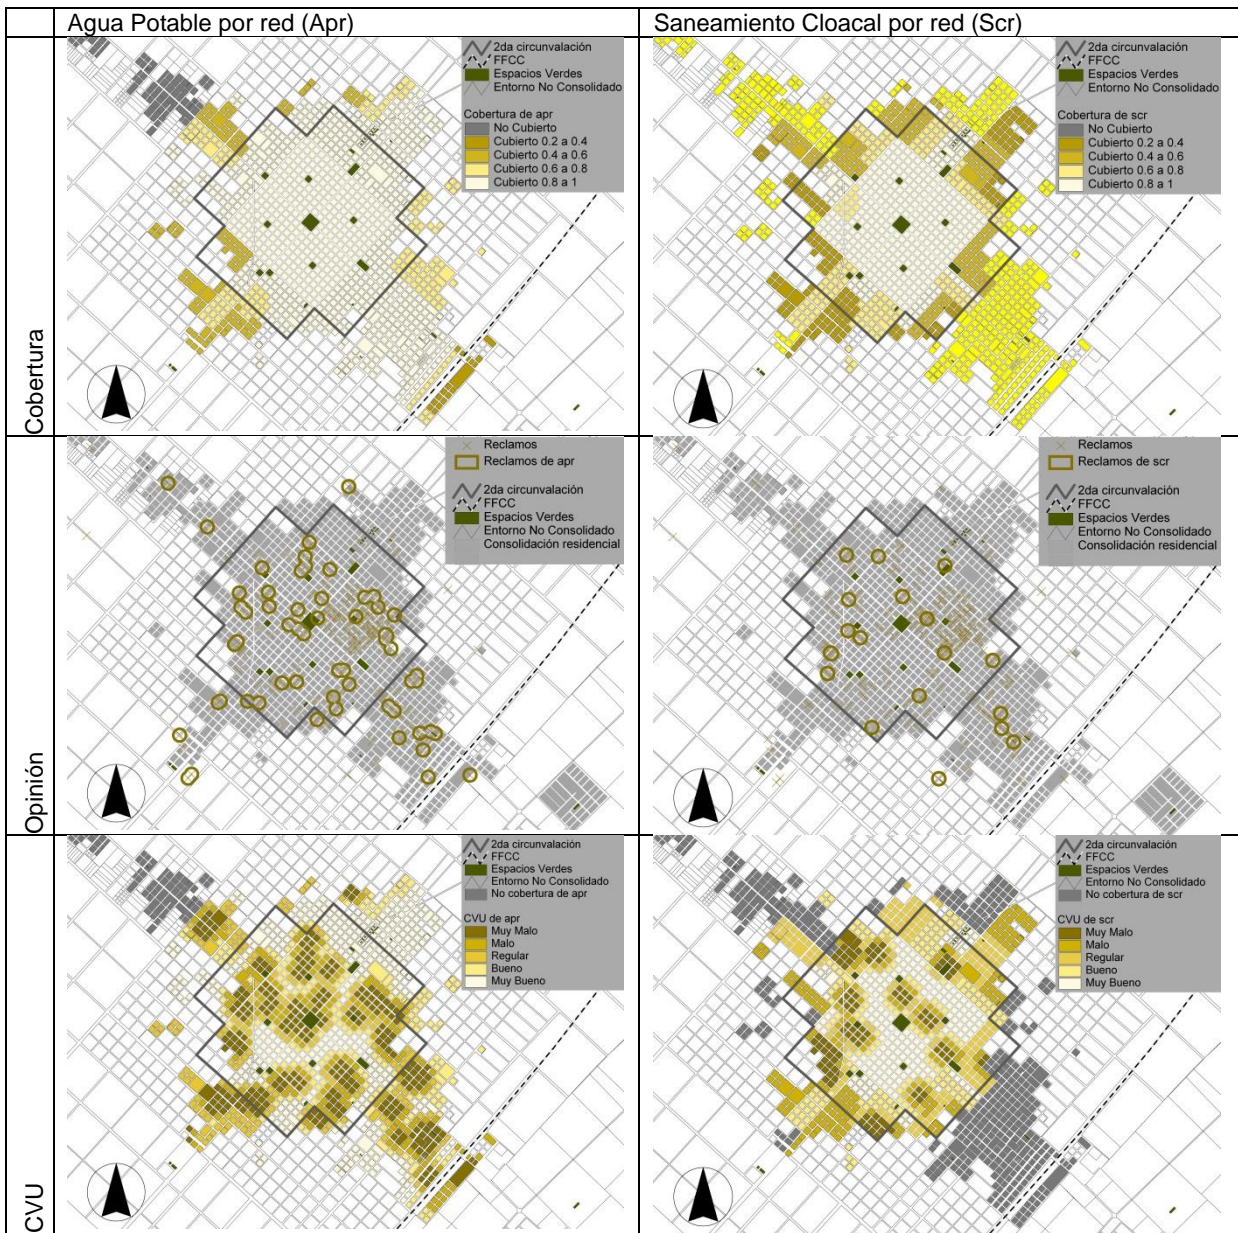 Agua Potable por red (Apr)
Saneamiento Cloacal por red (Scr)
Cobertura
2da circunvalación
FFCC
Espacios Verdes
Entorno No Consolidado
Cobertura de apr
No Cubierto
Cubierto 0.2 a 0.4
Cubierto 0.4 a 0.6
Cubierto 0.6 a 0.8
Cubierto 0.8 a 1
2da circunvalación
FFCC
Espacios Verdes
Entorno No Consolidado
Cobertura de scr
No Cubierto
Cubierto 0.2 a 0.4
Cubierto 0.4 a 0.6
Cubierto 0.6 a 0.8
Cubierto 0.8 a 1
Opinión
Reclamos
Reclamos de apr
2da circunvalación
FFCC
Espacios Verdes
Entorno No Consolidado
Consolidación residencial
Reclamos
Reclamos de scr
2da circunvalación
FFCC
Espacios Verdes
Entorno No Consolidado
Consolidación residencial
CVU
2da circunvalación
FFCC
Espacios Verdes
Entorno No Consolidado
No cobertura de apr
CVU de apr
Muy Malo
Malo
Regular
Bueno
Muy Bueno
2da circunvalación
FFCC
Espacios Verdes
Entorno No Consolidado
No cobertura de scr
CVU de scr
Muy Malo
Malo
Regular
Bueno
Muy Bueno